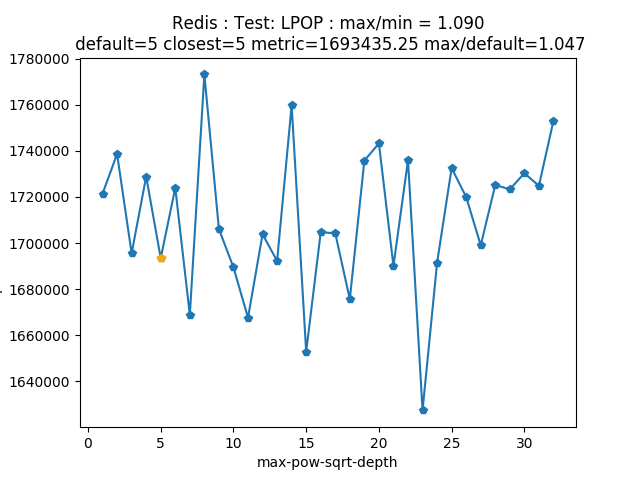 Redis : Test: LPOP : max/min = 1.090
default=5 closest=5 metric=1693435.25 max/default=1.047
1780000
1760000
1740000
1720000
1700000
1680000
1660000
1640000
0 5 10 15 20 25 30
max-pow-sqrt-depth